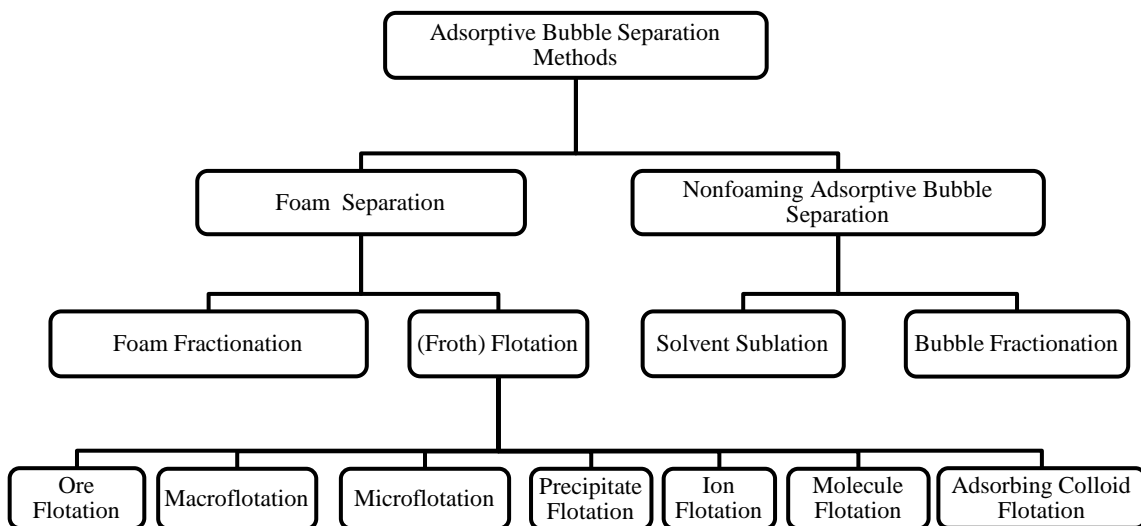 Adsorptive Bubble Separation
Methods
Foam Separation
Nonfoaming Adsorptive Bubble
Separation
Foam Fractionation
(Froth) Flotation
Solvent Sublation
Bubble Fractionation
Ore
Flotation
Macroflotation
Microflotation
Precipitate
Flotation
Ion
Flotation
Molecule
Flotation
Adsorbing Colloid
Flotation